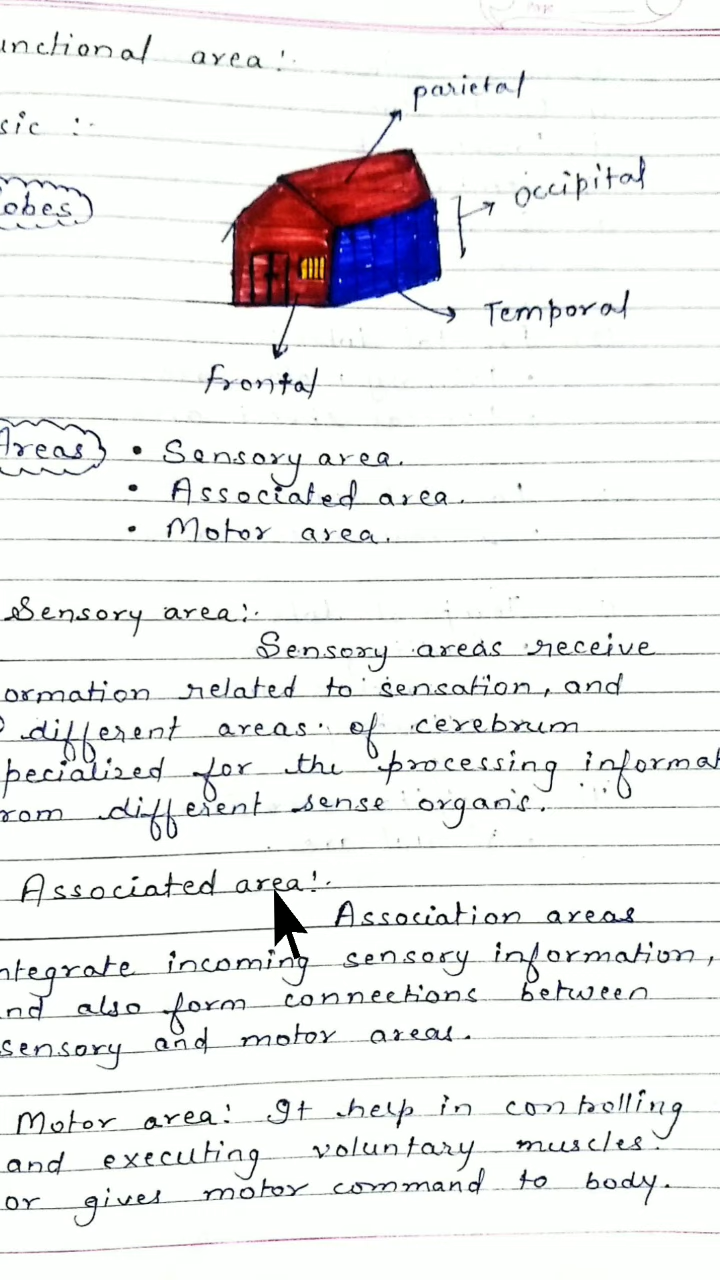 unctional area:
parietal
sic :-
occipital
obes
Temporal
frontal
Areas • Sensory area.
• Associated area.
• Motor area.
Sensory area:-
Sensory areas receive
ormation related to sensation, and
different areas of cerebrum
pecialized for the processing informat
rom different sense organs.
Associated area:-
Association areas
ntegrate incoming sensory information,
nd also form connections between
sensory and motor areas.
Motor area: It help in controlling
and executing voluntary muscles.
or gives motor command to body.